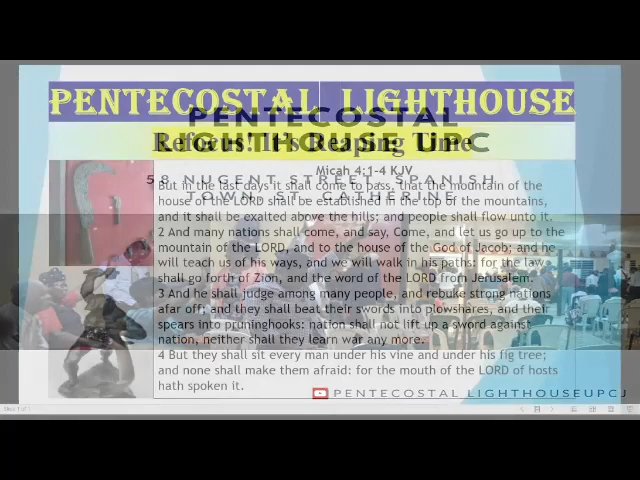 PENTECOSTAL LIGHTHOUSE
PENTECOSTAL
Refocus! It's Reaping Time
LIGHTHOUSE UPC
Micah 4:1-4 KJV
58 NUGENT STREET, SPANISH
TOWN, ST. CATHERINE
But in the last days it shall come to pass, that the mountain of the
house of the LORD shall be established in the top of the mountains,
and it shall be exalted above the hills; and people shall flow unto it.
2 And many nations shall come, and say, Come, and let us go up to the
mountain of the LORD, and to the house of the God of Jacob; and he
will teach us of his ways, and we will walk in his paths: for the law
shall go forth of Zion, and the word of the LORD from Jerusalem.
3 And he shall judge among many people, and rebuke strong nations
afar off; and they shall beat their swords into plowshares, and their
spears into pruninghooks: nation shall not lift up a sword against
nation, neither shall they learn war any more.
4 But they shall sit every man under his vine and under his fig tree;
and none shall make them afraid: for the mouth of the LORD of hosts
hath spoken it.
PENTECOSTAL LIGHTHOUSEUPCJ